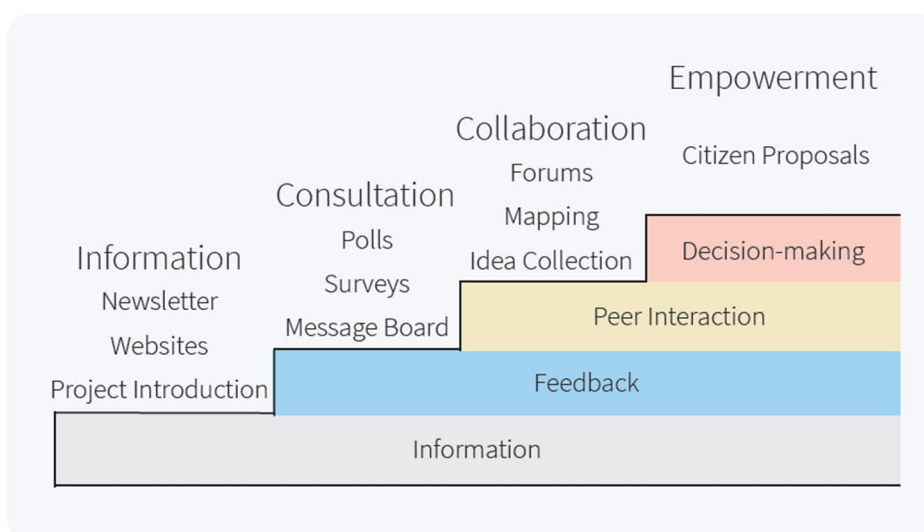 Empowerment
Citizen Proposals
Collaboration
Forums
Mapping
Idea Collection
Consultation
Polls
Surveys
Message Board
Information
Newsletter
Websites
Project Introduction
Decision-making
Peer Interaction
Feedback
Information